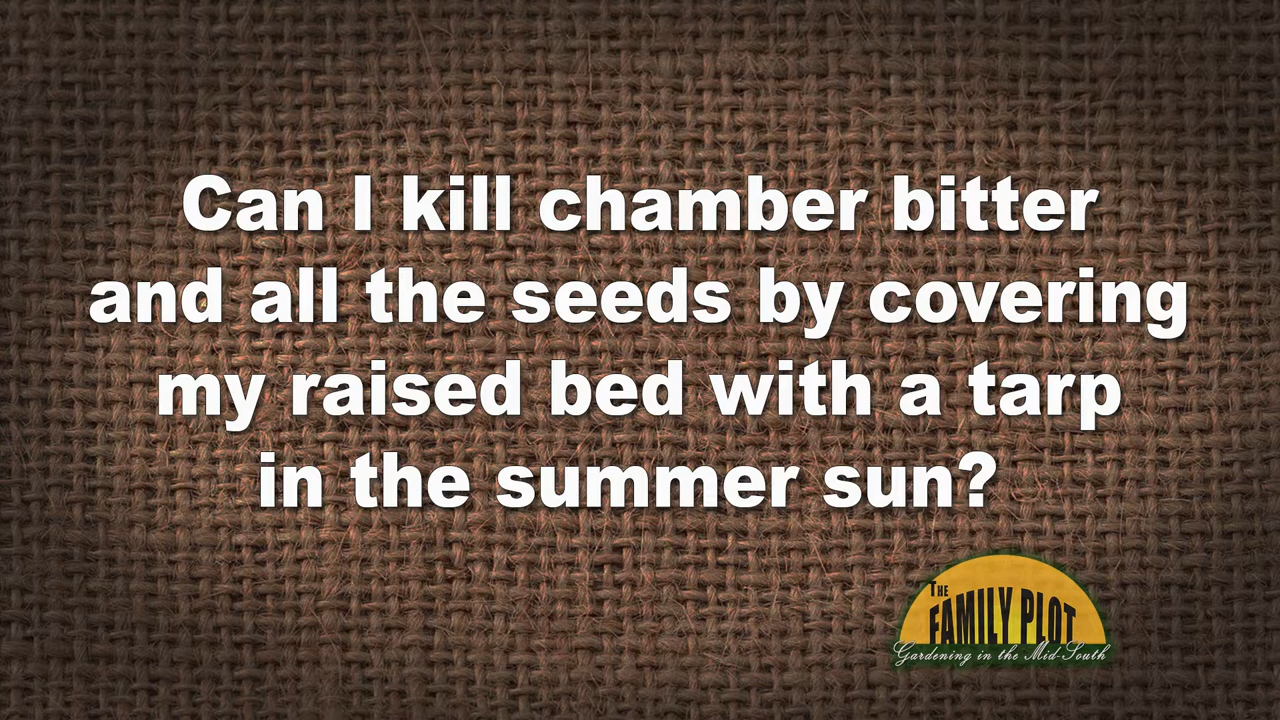 Can I kill chamber bitter
and all the seeds by covering
my raised bed with a tarp
in the summer sun?
THE
FAMILY PLOT
Gardening in the Mid-South